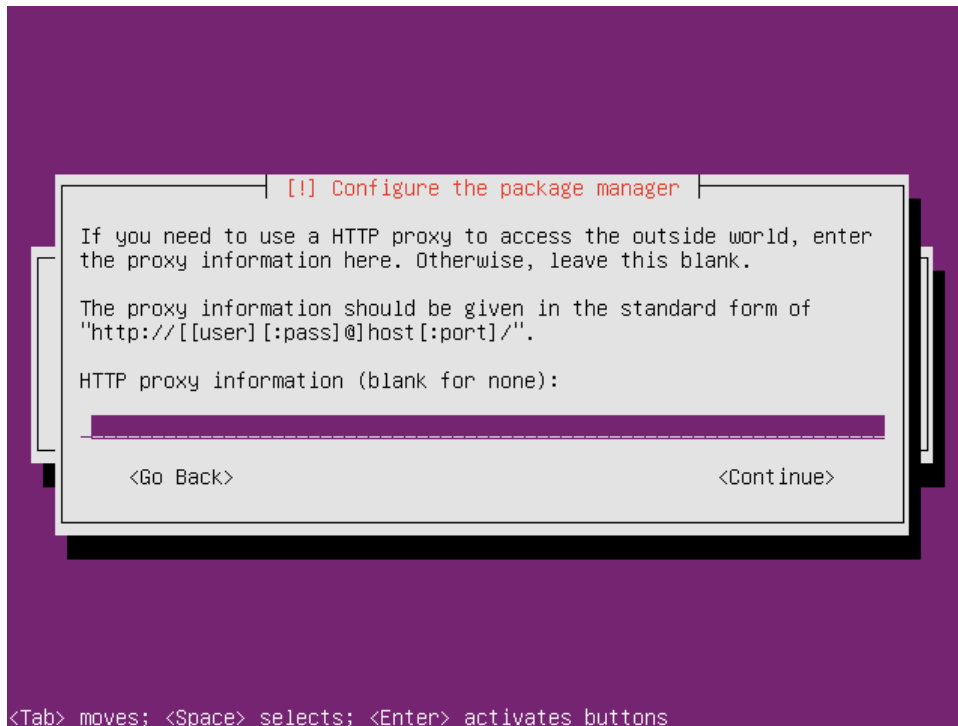 [!] Configure the package manager
If you need to use a HTTP proxy to access the outside world, enter
the proxy information here. Otherwise, leave this blank.
The proxy information should be given in the standard form of
"http://[[user][:pass]@]host[:port]/".
HTTP proxy information (blank for none):
<Go Back> <Continue>
<Tab> moves; <Space> selects; <Enter> activates buttons